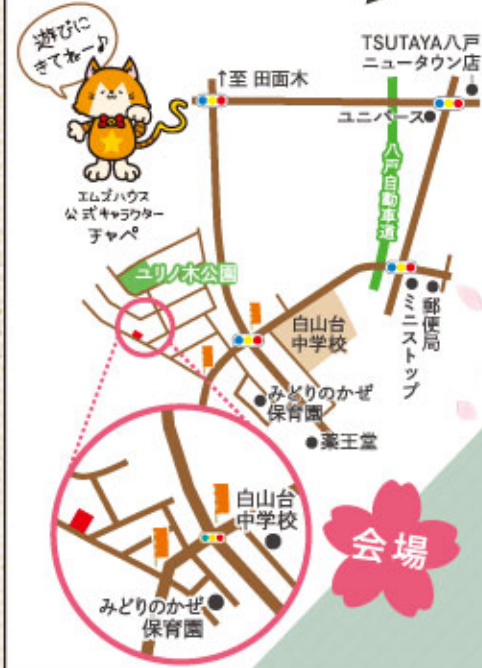 遊びに
きてねー♪
TSUTAYA八戸
ニュータウン店
↑至 田面木
ユニバース
八戸自動車道
エムズハウス
公式キャラクター
チャペ
ユリノ木公園
白山台
中学校
郵便局
ミニストップ
みどりのかぜ
保育園
薬王堂
白山台
中学校
みどりのかぜ
保育園
会場